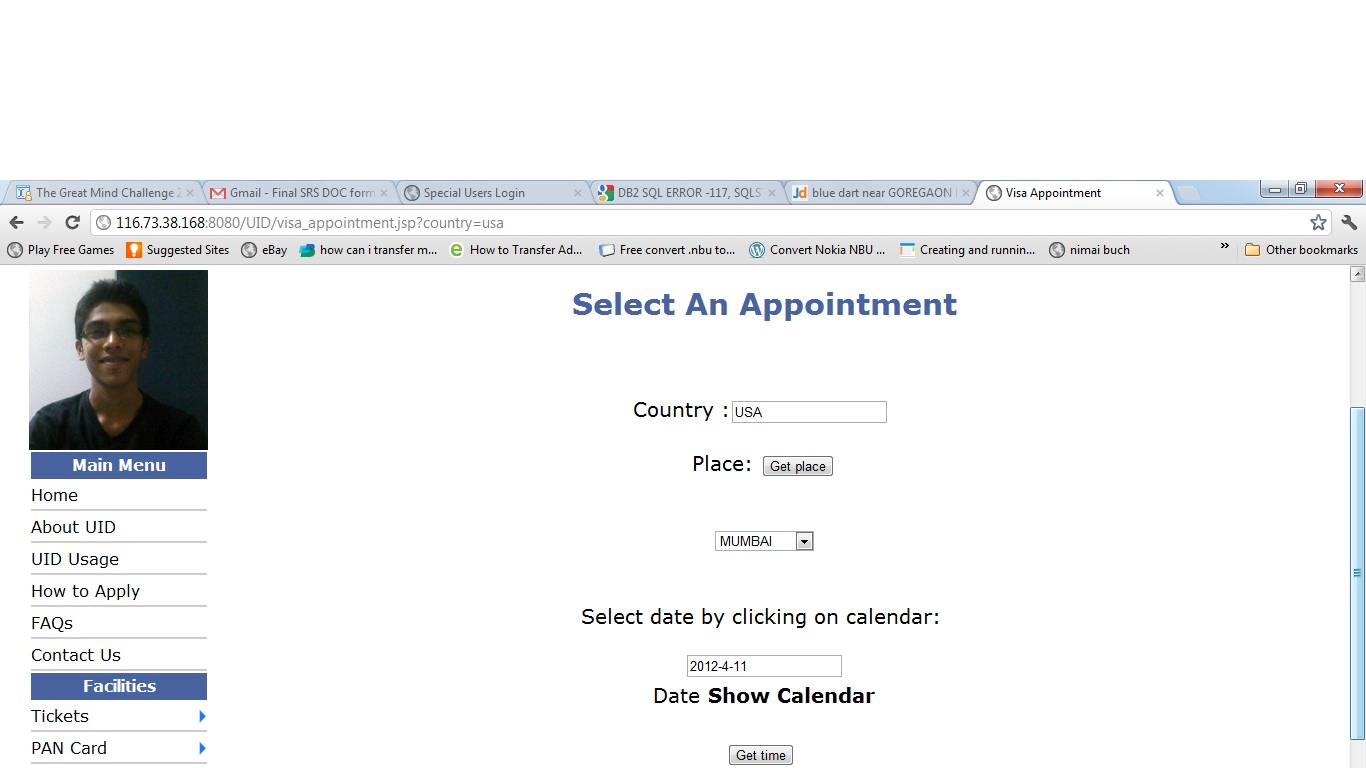 The Great Mind Challenge 2
Gmail - Final SRS DOC form
Special Users Login
DB2 SQL ERROR -117, SQLS
Jd blue dart near GOREGAON
Visa Appointment
116.73.38.168:8080/UID/visa_appointment.jsp?country=usa
Play Free Games
Suggested Sites
eBay
how can i transfer m...
How to Transfer Ad...
Free convert .nbu to...
Convert Nokia NBU ...
Creating and runnin...
nimai buch
»
Other bookmarks
Select An Appointment
Country : USA
Place: Get place
MUMBAI
Select date by clicking on calendar:
2012-4-11
Date Show Calendar
Get time
Main Menu
Home
About UID
UID Usage
How to Apply
FAQs
Contact Us
Facilities
Tickets
PAN Card